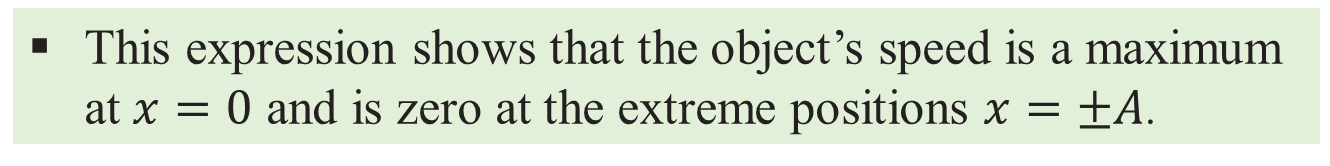 ▪ This expression shows that the object’s speed is a maximum
at x = 0 and is zero at the extreme positions x = ±A.